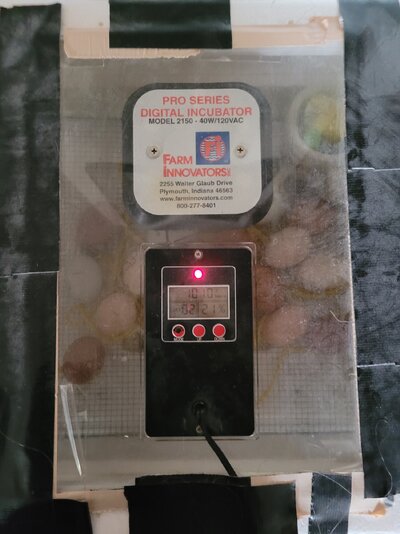 PRO SERIES
DIGITAL INCUBATOR
MODEL 2150 - 40W/120VAC
FARM
INNOVATORS INC
2255 Walter Glaub Drive
Plymouth, Indiana 46563
www.farminnovators.com
800-277-8401